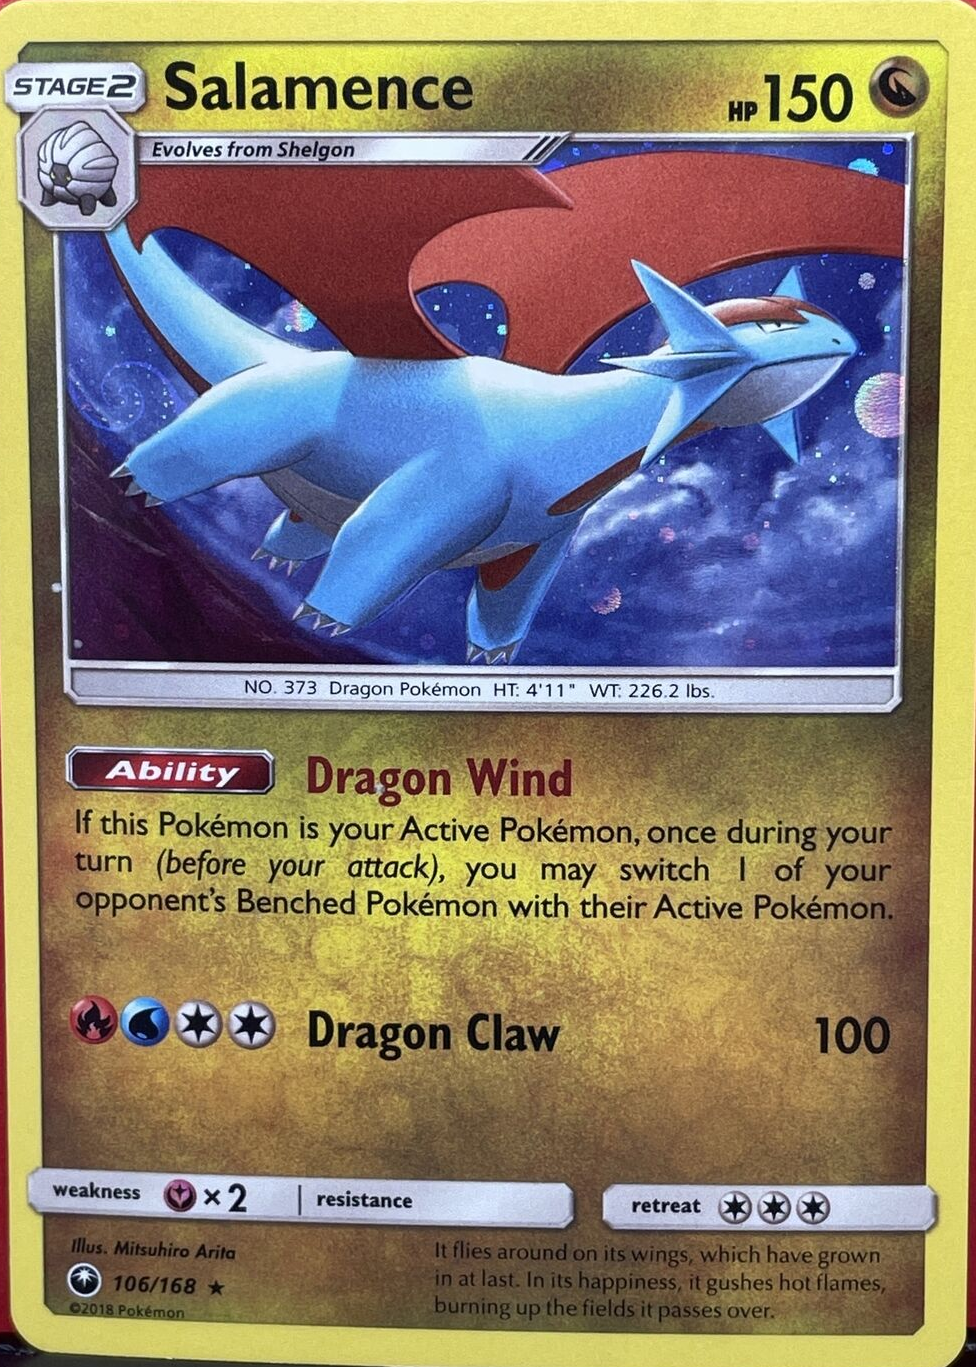 STAGE2
Salamence
HP 150
Evolves from Shelgon
NO. 373 Dragon Pokémon HT: 4'11" WT: 226.2 lbs.
Ability Dragon Wind
If this Pokémon is your Active Pokémon, once during your
turn (before your attack), you may switch 1 of your
opponent's Benched Pokémon with their Active Pokémon.
Dragon Claw 100
weakness ×2 resistance
retreat
Illus. Mitsuhiro Arita
106/168
©2018 Pokémon
It flies around on its wings, which have grown
in at last. In its happiness, it gushes hot flames,
burning up the fields it passes over.